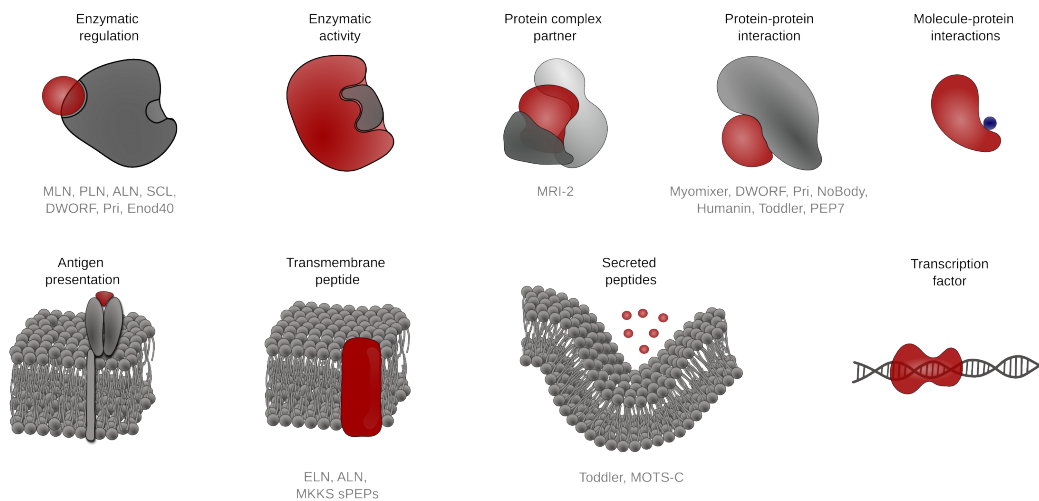 Enzymatic
regulation
Enzymatic
activity
Protein complex
partner
Protein-protein
interaction
Molecule-protein
interactions
MLN, PLN, ALN, SCL,
DWORF, Pri, Enod40
MRI-2
Myomixer, DWORF, Pri, NoBody,
Humanin, Toddler, PEP7
Antigen
presentation
Transmembrane
peptide
Secreted
peptides
Transcription
factor
ELN, ALN,
MKKS sPEPs
Toddler, MOTS-C